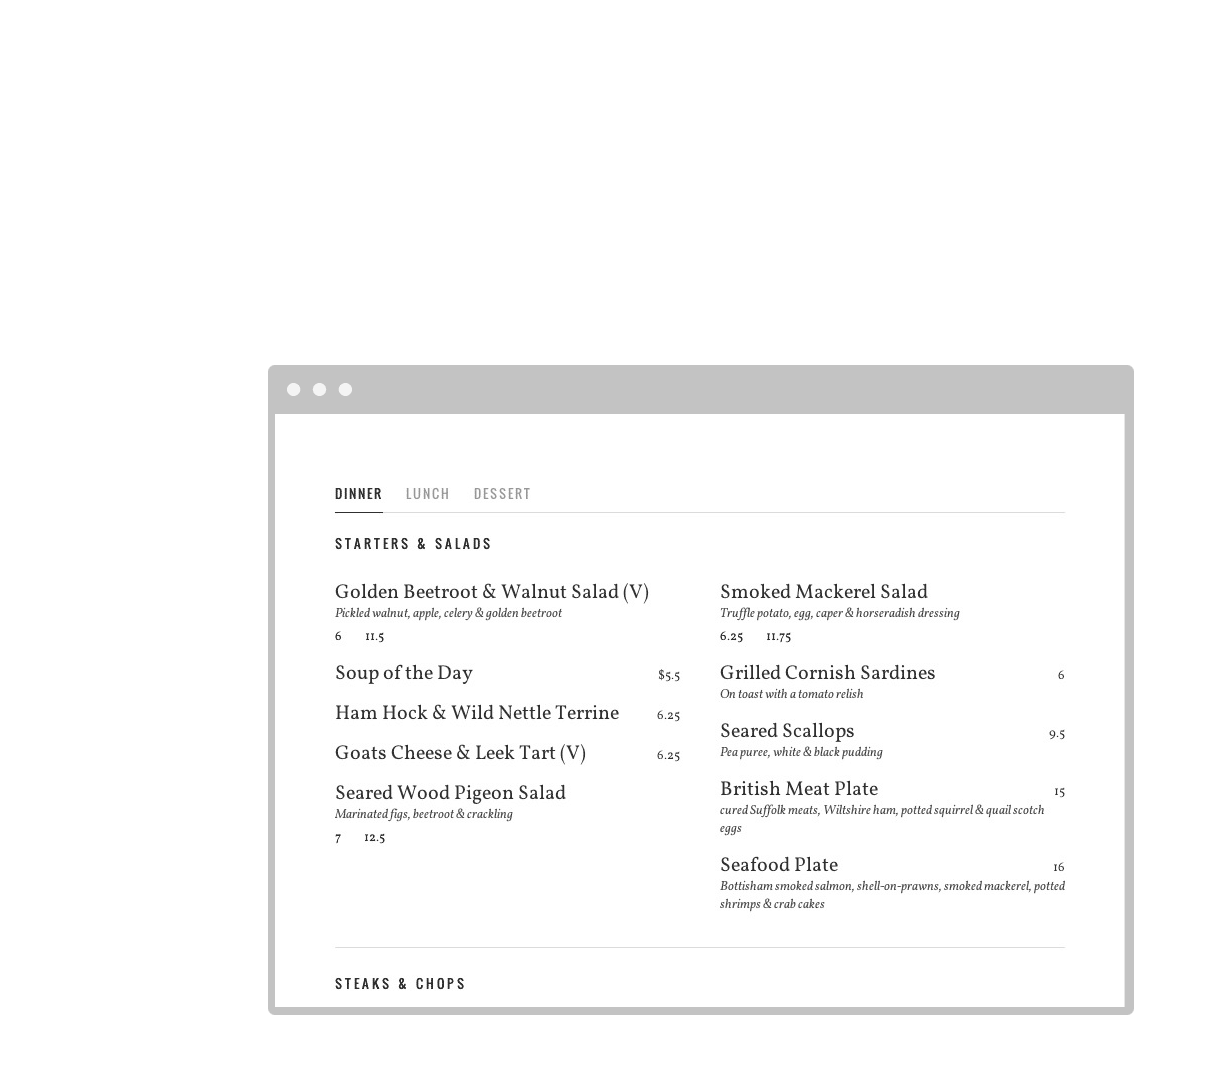 DINNER LUNCH DESSERT
STARTERS & SALADS
Golden Beetroot & Walnut Salad (V)
Pickled walnut, apple, celery & golden beetroot
6 11.5
Soup of the Day $5.5
Ham Hock & Wild Nettle Terrine 6.25
Goats Cheese & Leek Tart (V) 6.25
Seared Wood Pigeon Salad
Marinated figs, beetroot & crackling
7 12.5
Smoked Mackerel Salad
Truffle potato, egg, caper & horseradish dressing
6.25 11.75
Grilled Cornish Sardines 6
On toast with a tomato relish
Seared Scallops 9.5
Pea puree, white & black pudding
British Meat Plate 15
cured Suffolk meats, Wiltshire ham, potted squirrel & quail scotch
eggs
Seafood Plate 16
Bottisham smoked salmon, shell-on-prawns, smoked mackerel, potted
shrimps & crab cakes
STEAKS & CHOPS